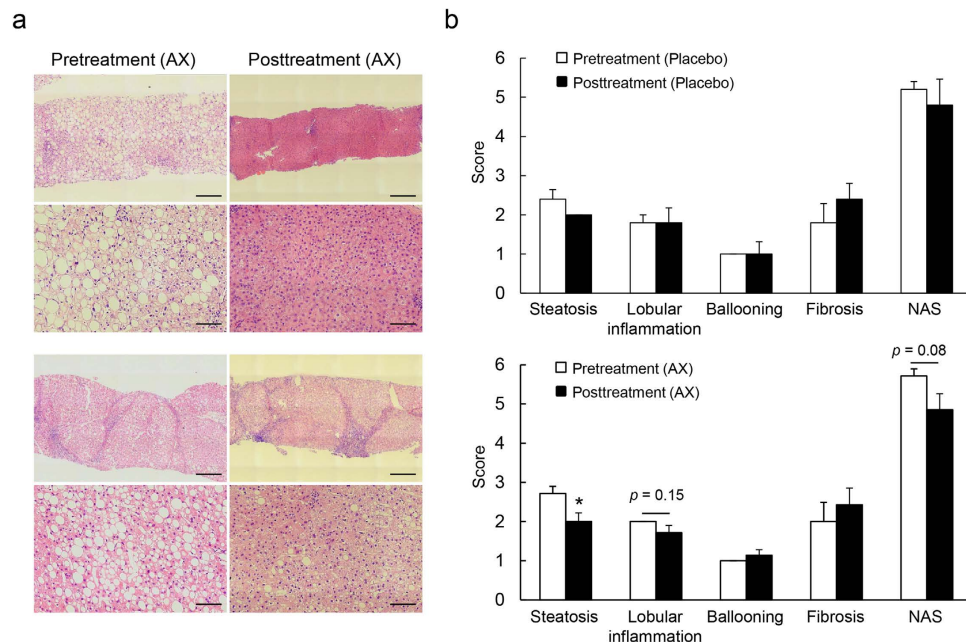 a
Pretreatment (AX)
Posttreatment (AX)
b
Pretreatment (Placebo)
Posttreatment (Placebo)
Score
6
5
4
3
2
1
0
Steatosis
Lobular
inflammation
Ballooning
Fibrosis
NAS
Pretreatment (AX)
Posttreatment (AX)
Score
6
5
4
3
2
1
0
*
p = 0.15
p = 0.08
Steatosis
Lobular
inflammation
Ballooning
Fibrosis
NAS